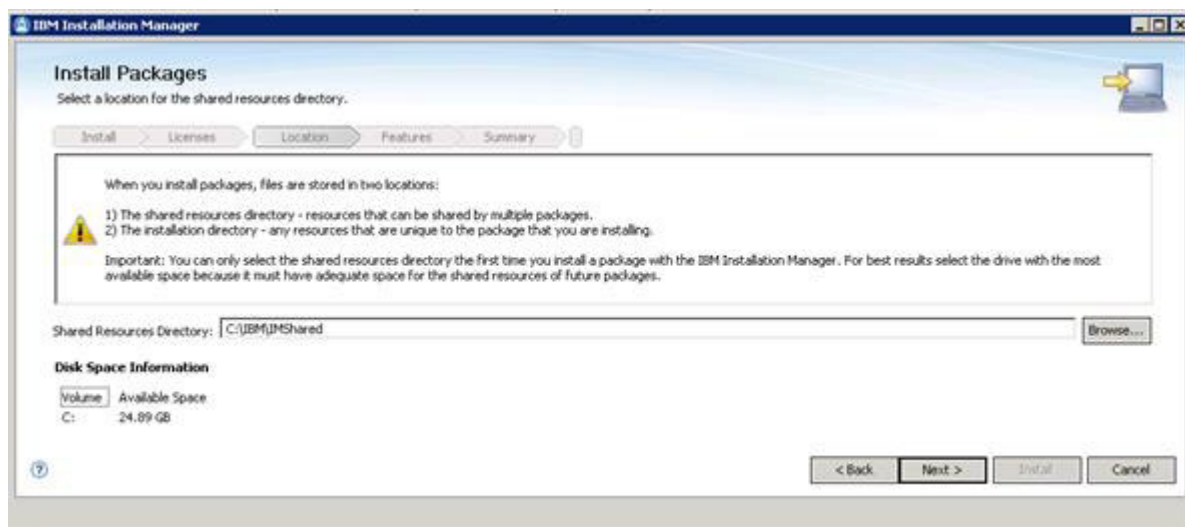 IBM Installation Manager
Install Packages
Select a location for the shared resources directory.
Install Licenses Location Features Summary
When you install packages, files are stored in two locations:
1) The shared resources directory - resources that can be shared by multiple packages.
2) The installation directory - any resources that are unique to the package that you are installing.
Important: You can only select the shared resources directory the first time you install a package with the IBM Installation Manager. For best results select the drive with the most
available space because it must have adequate space for the shared resources of future packages.
Shared Resources Directory: C:\IBM\IMShared Browse...
Disk Space Information
Volume Available Space
C: 24.89 GB
? < Back Next > Install Cancel